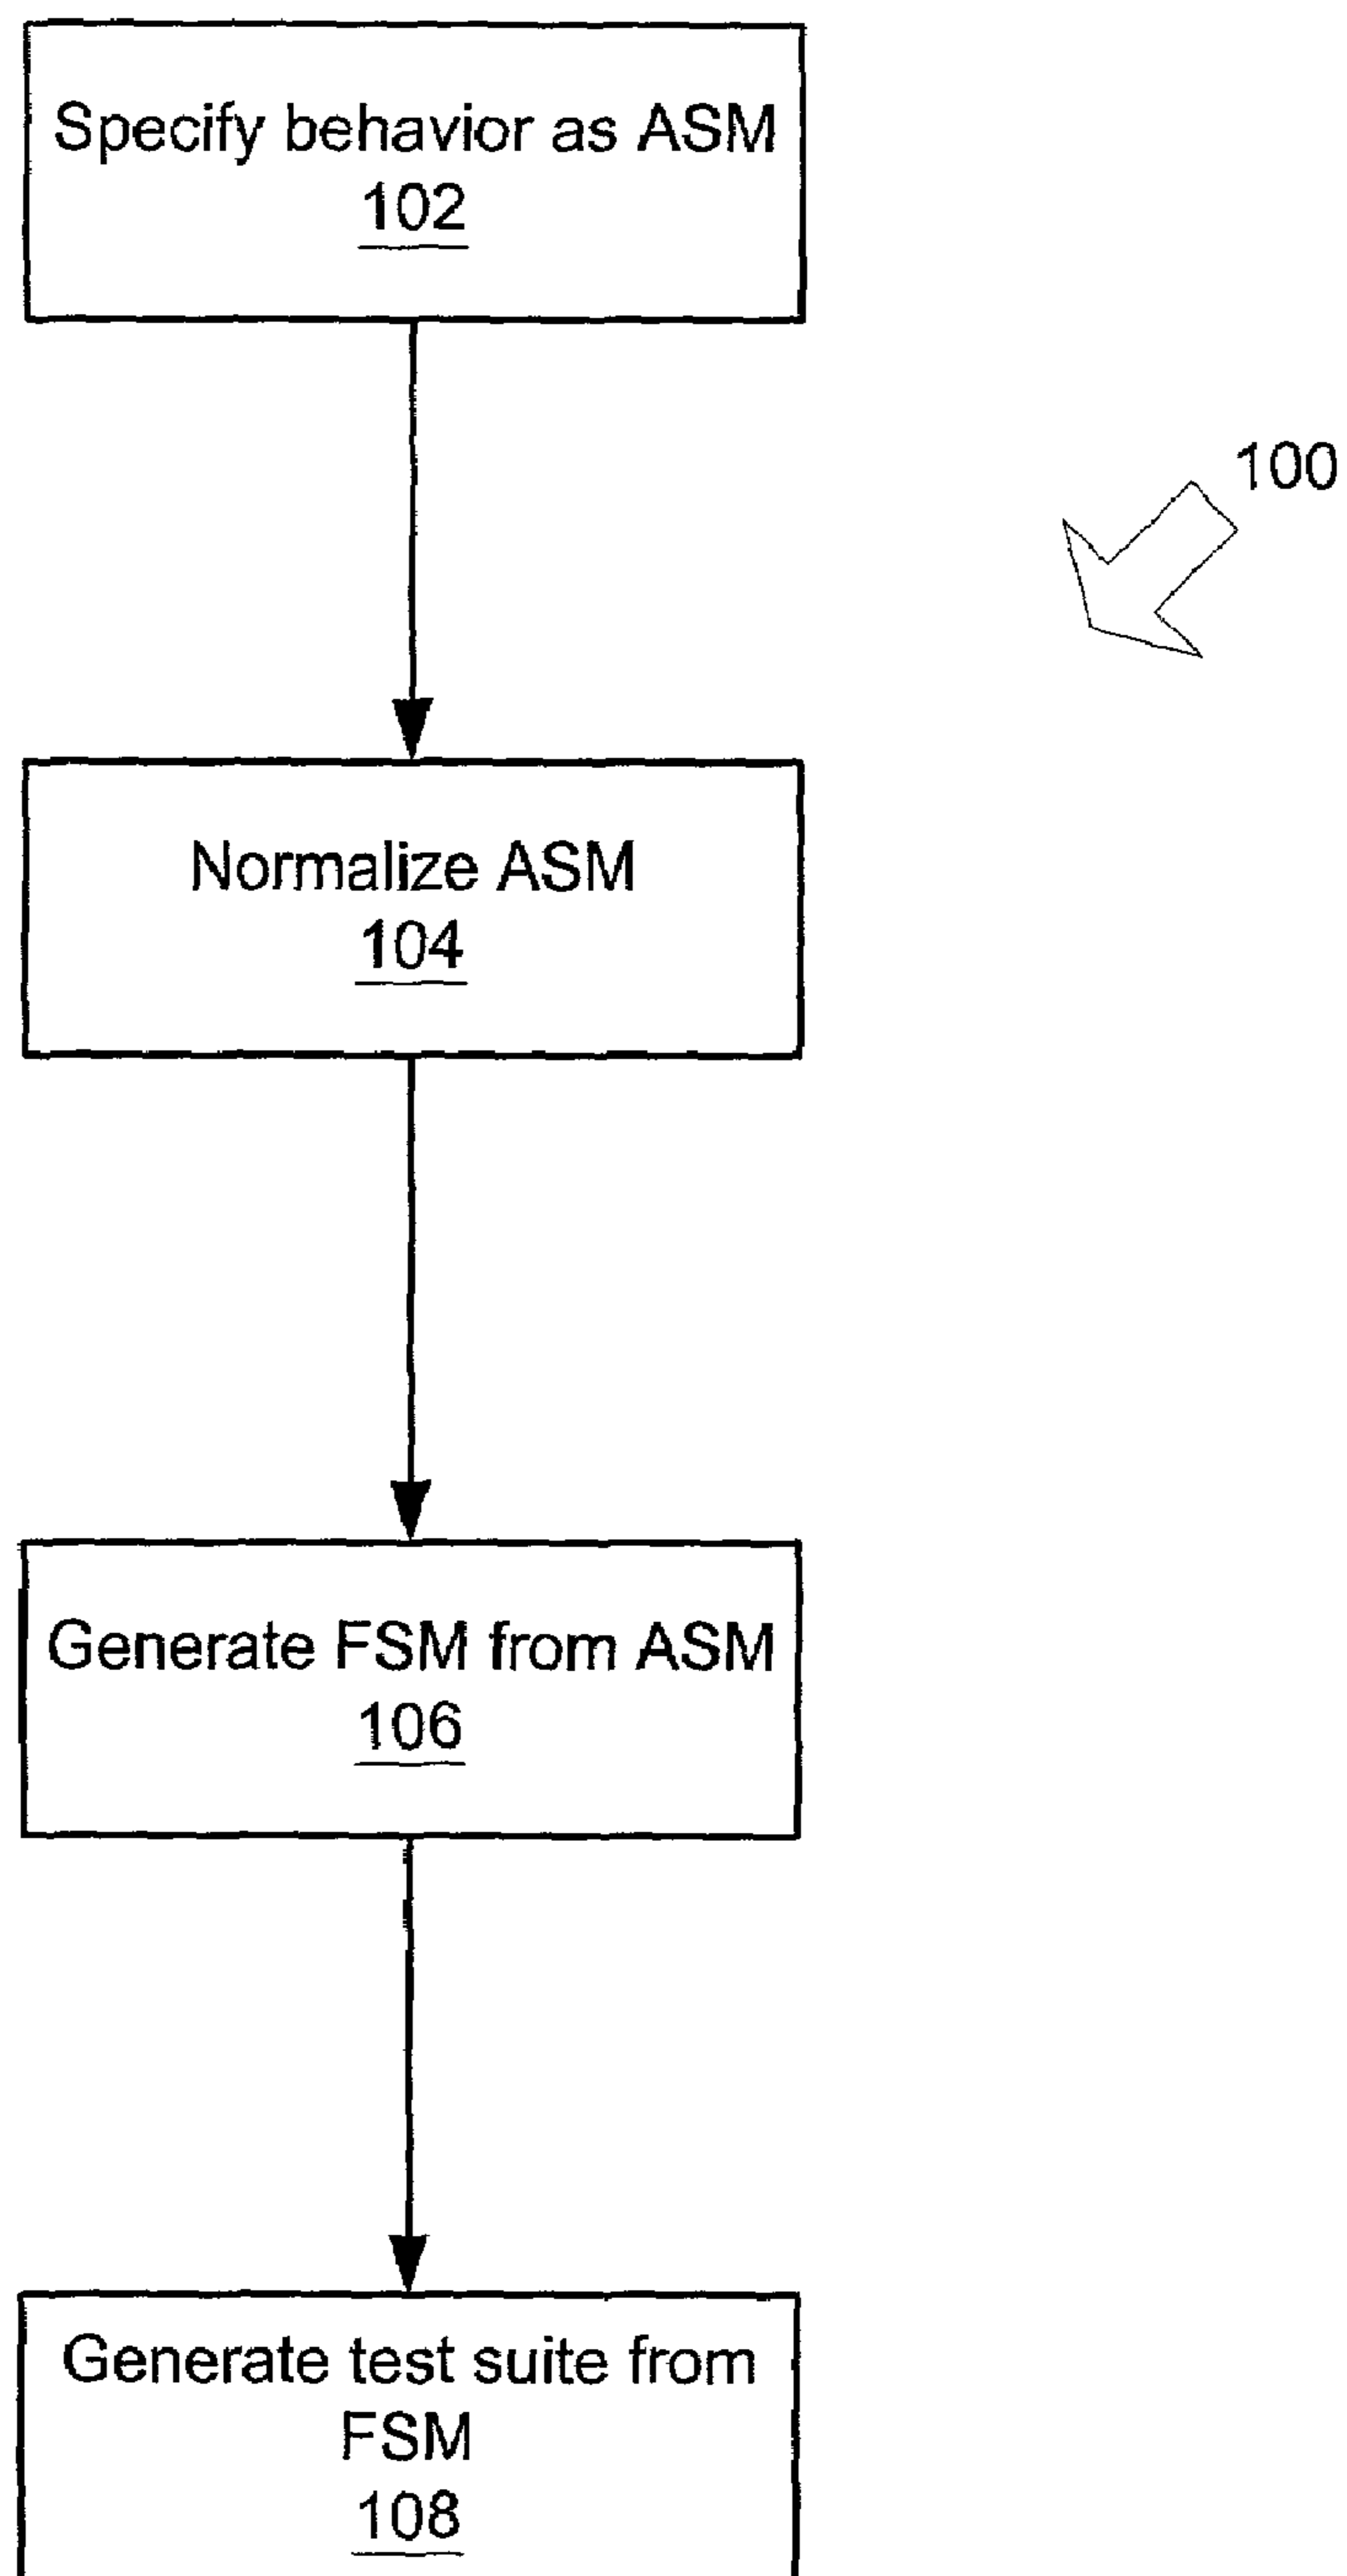 Specify behavior as ASM
102
100
Normalize ASM
104
Generate FSM from ASM
106
Generate test suite from
FSM
108